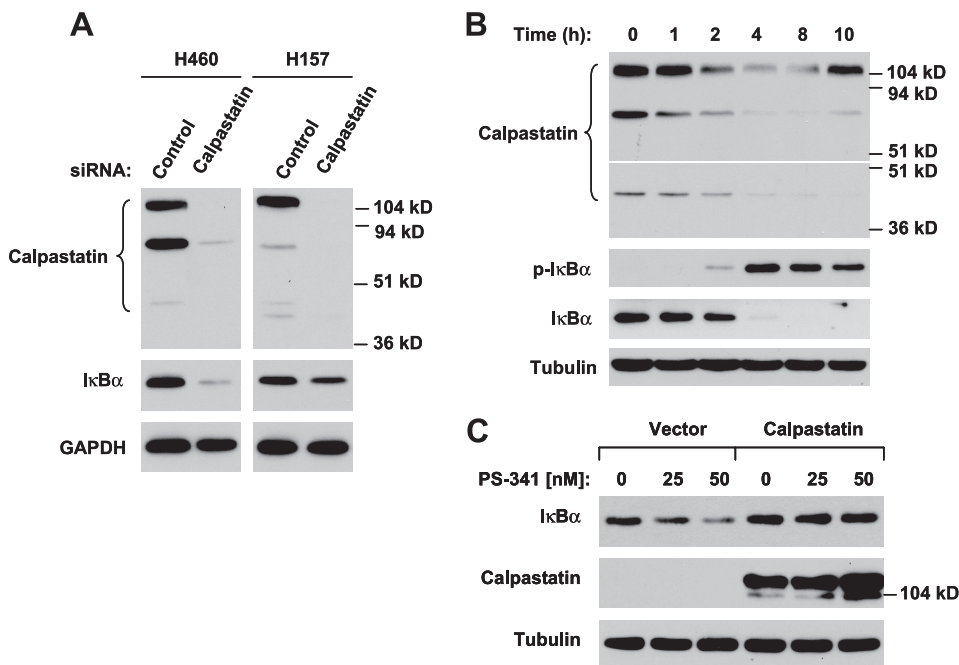 A
H460 H157
siRNA: Control Calpastatin Control Calpastatin
Calpastatin
104 kD
94 kD
51 kD
36 kD
IκBα
GAPDH
B
Time (h): 0 1 2 4 8 10
Calpastatin
104 kD
94 kD
51 kD
51 kD
36 kD
p-IκBα
IκBα
Tubulin
C
Vector Calpastatin
PS-341 [nM]: 0 25 50 0 25 50
IκBα
Calpastatin
104 kD
Tubulin